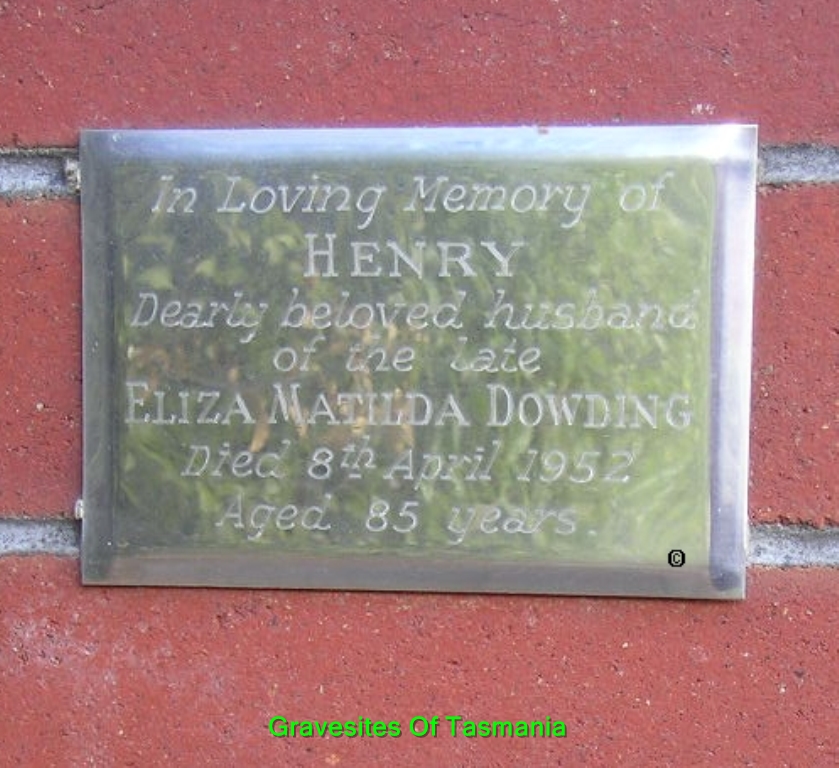 In Loving Memory of
HENRY
Dearly beloved husband
of the late
ELIZA MATILDA DOWDING
Died 8th April 1952
Aged 85 years.
©
Gravesites Of Tasmania